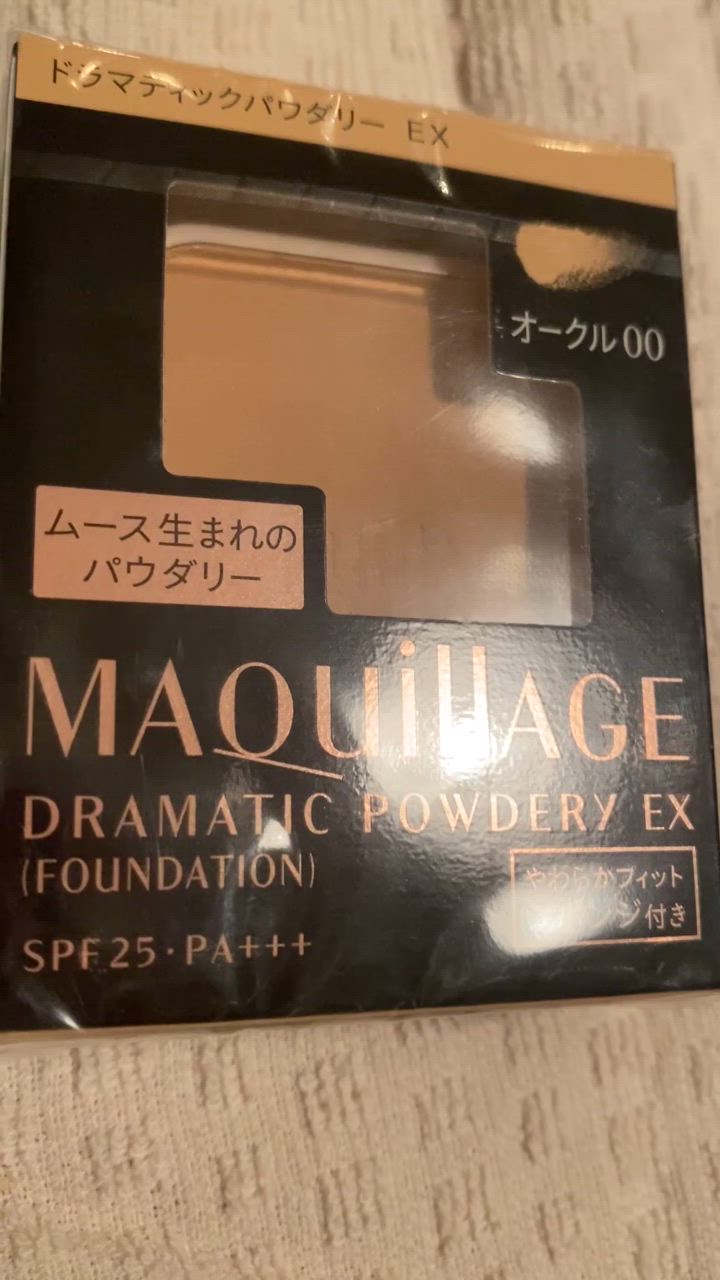 ドラマティックパウダリー EX
オークル 00
ムース生まれの
パウダリー
MAQuillAGE
DRAMATIC POWDERY EX
(FOUNDATION)
SPF25・PA+++
やわらかフィット
ジ付き